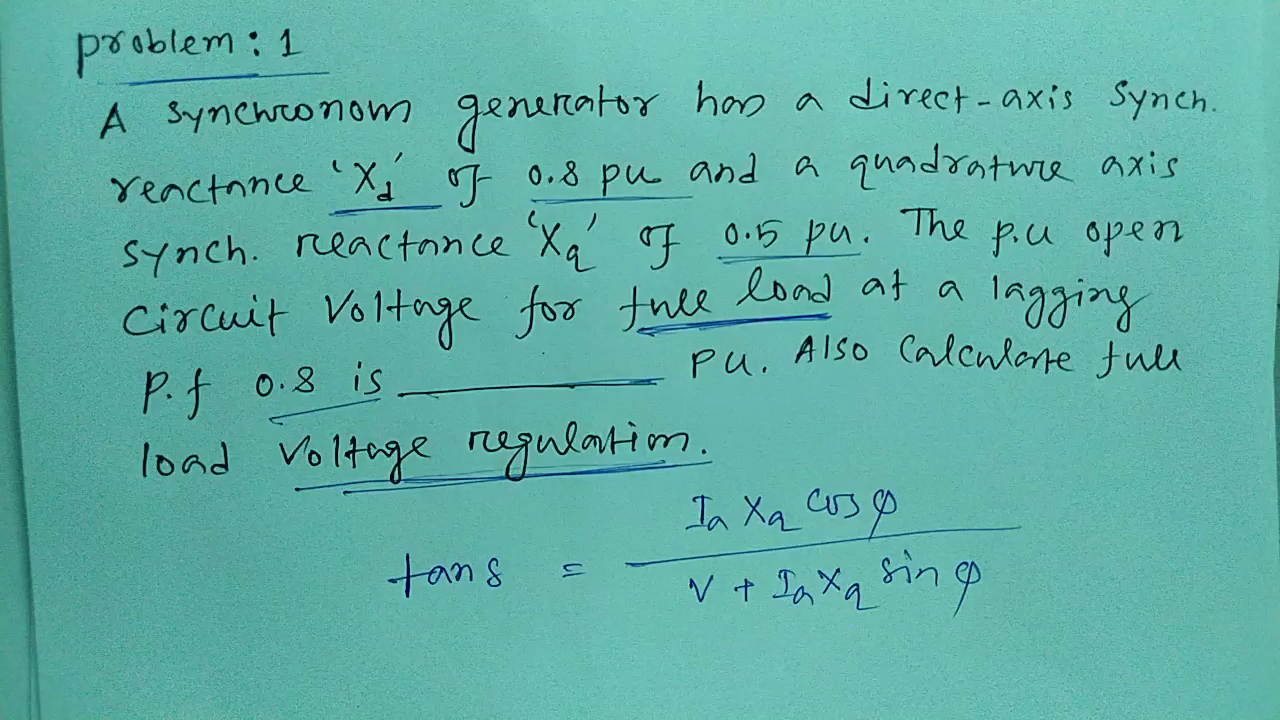 problem: 1
A synchronous generator has a direct-axis synch.
reactance 'Xd' of 0.8 pu and a quadrature axis
synch. reactance 'Xq' of 0.5 pu. The p.u open
circuit voltage for full load at a lagging
p.f 0.8 is ______ pu. Also calculate full
load voltage regulation.
tan δ = Ia Xq cos φ / V + Ia Xq sin φ